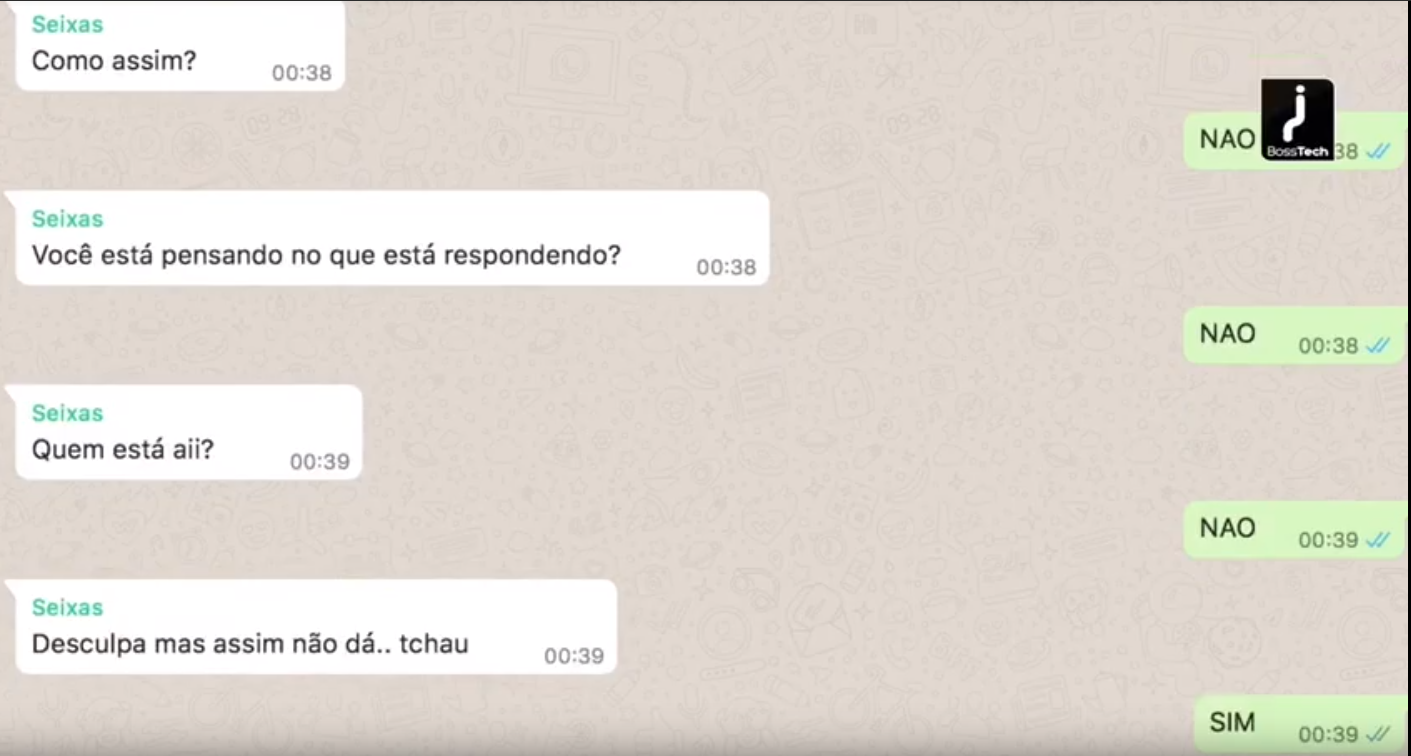 Seixas
Como assim?
00:38
NAO
38
BossTech
Seixas
Você está pensando no que está respondendo?
00:38
NAO
00:38
Seixas
Quem está aii?
00:39
NAO
00:39
Seixas
Desculpa mas assim não dá.. tchau
00:39
SIM
00:39